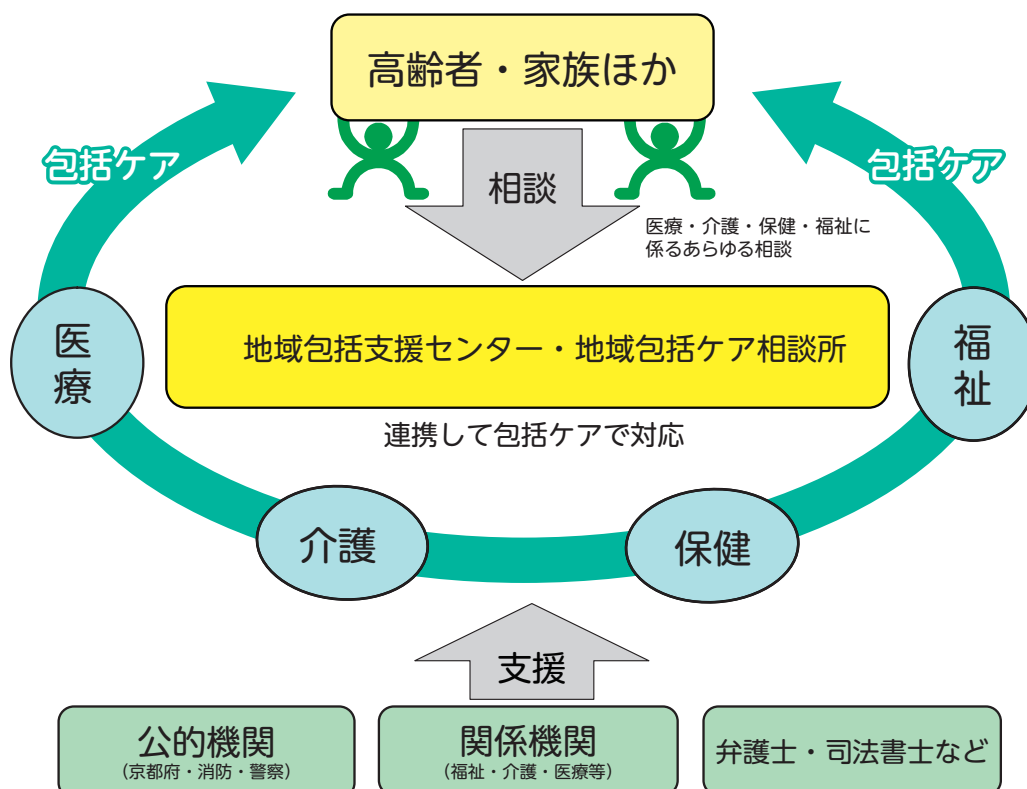 高齢者・家族ほか
包括ケア
包括ケア
相談
医療・介護・保健・福祉に
係るあらゆる相談
医療
福祉
地域包括支援センター・地域包括ケア相談所
連携して包括ケアで対応
介護
保健
支援
公的機関
(京都府・消防・警察)
関係機関
(福祉・介護・医療等)
弁護士・司法書士など